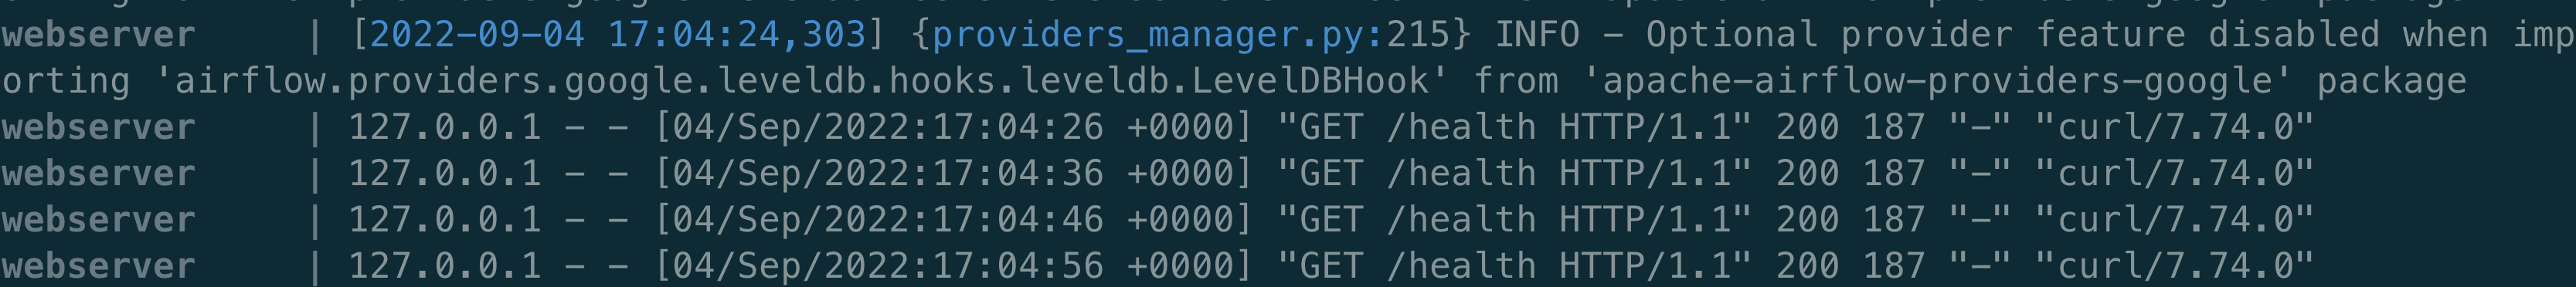 webserver | [2022-09-04 17:04:24,303] {providers_manager.py:215} INFO - Optional provider feature disabled when imp
orting 'airflow.providers.google.leveldb.hooks.leveldb.LevelDBHook' from 'apache-airflow-providers-google' package
webserver | 127.0.0.1 - - [04/Sep/2022:17:04:26 +0000] "GET /health HTTP/1.1" 200 187 "-" "curl/7.74.0"
webserver | 127.0.0.1 - - [04/Sep/2022:17:04:36 +0000] "GET /health HTTP/1.1" 200 187 "-" "curl/7.74.0"
webserver | 127.0.0.1 - - [04/Sep/2022:17:04:46 +0000] "GET /health HTTP/1.1" 200 187 "-" "curl/7.74.0"
webserver | 127.0.0.1 - - [04/Sep/2022:17:04:56 +0000] "GET /health HTTP/1.1" 200 187 "-" "curl/7.74.0"